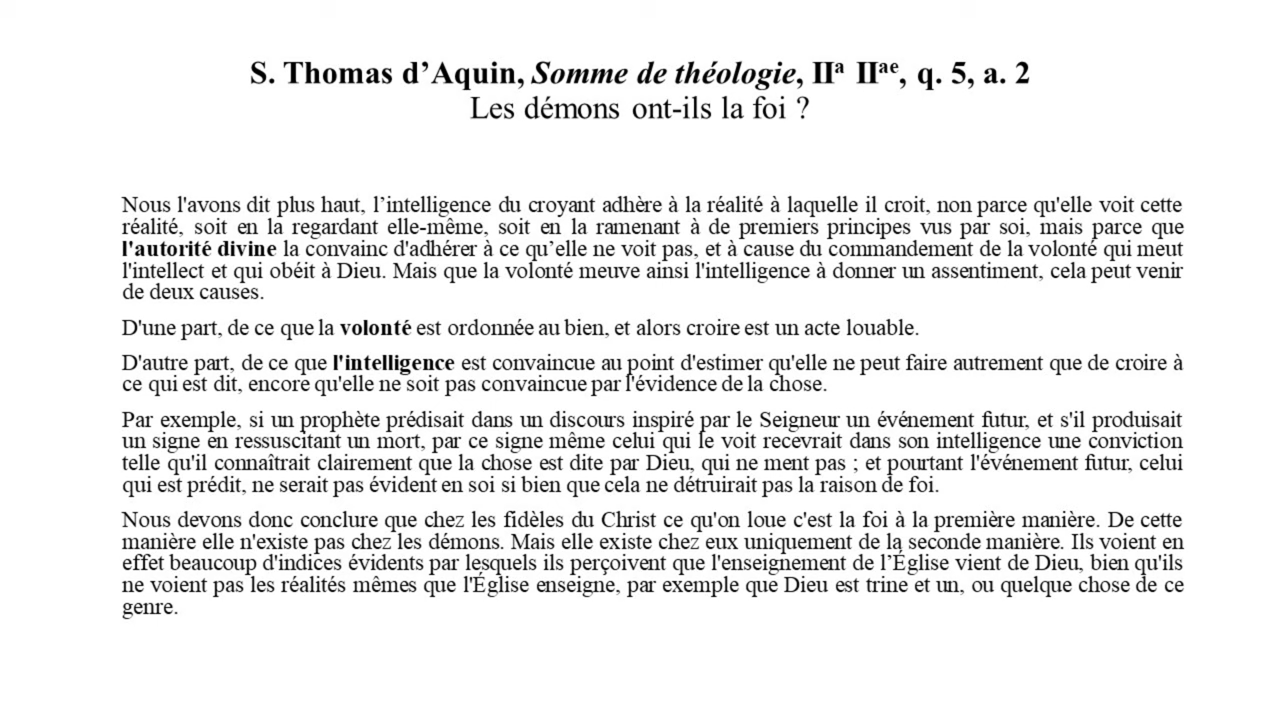 S. Thomas d’Aquin, Somme de théologie, IIª IIᵃᵉ, q. 5, a. 2
Les démons ont-ils la foi ?
Nous l'avons dit plus haut, l’intelligence du croyant adhère à la réalité à laquelle il croit, non parce qu'elle voit cette
réalité, soit en la regardant elle-même, soit en la ramenant à de premiers principes vus par soi, mais parce que
l'autorité divine la convainc d'adhérer à ce qu’elle ne voit pas, et à cause du commandement de la volonté qui meut
l'intellect et qui obéit à Dieu. Mais que la volonté meuve ainsi l'intelligence à donner un assentiment, cela peut venir
de deux causes.
D'une part, de ce que la volonté est ordonnée au bien, et alors croire est un acte louable.
D'autre part, de ce que l'intelligence est convaincue au point d'estimer qu'elle ne peut faire autrement que de croire à
ce qui est dit, encore qu'elle ne soit pas convaincue par l'évidence de la chose.
Par exemple, si un prophète prédisait dans un discours inspiré par le Seigneur un événement futur, et s'il produisait
un signe en ressuscitant un mort, par ce signe même celui qui le voit recevrait dans son intelligence une conviction
telle qu'il connaîtrait clairement que la chose est dite par Dieu, qui ne ment pas ; et pourtant l'événement futur, celui
qui est prédit, ne serait pas évident en soi si bien que cela ne détruirait pas la raison de foi.
Nous devons donc conclure que chez les fidèles du Christ ce qu'on loue c'est la foi à la première manière. De cette
manière elle n'existe pas chez les démons. Mais elle existe chez eux uniquement de la seconde manière. Ils voient en
effet beaucoup d'indices évidents par lesquels ils perçoivent que l'enseignement de l’Église vient de Dieu, bien qu'ils
ne voient pas les réalités mêmes que l'Église enseigne, par exemple que Dieu est trine et un, ou quelque chose de ce
genre.